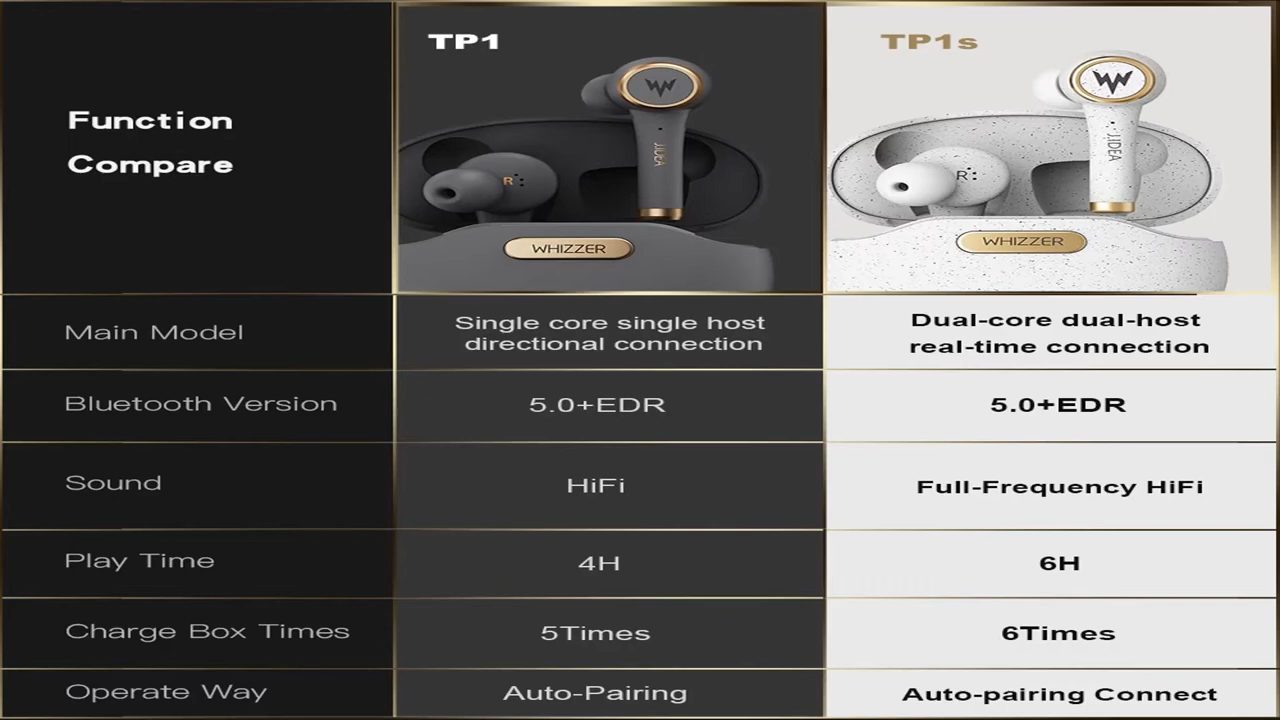 Function
Compare
TP1
JJIDEA
R
WHIZZER
TP1s
JJIDEA
R
WHIZZER
Main Model
Single core single host
directional connection
Dual-core dual-host
real-time connection
Bluetooth Version
5.0+EDR
5.0+EDR
Sound
HiFi
Full-Frequency HiFi
Play Time
4H
6H
Charge Box Times
5Times
6Times
Operate Way
Auto-Pairing
Auto-pairing Connect